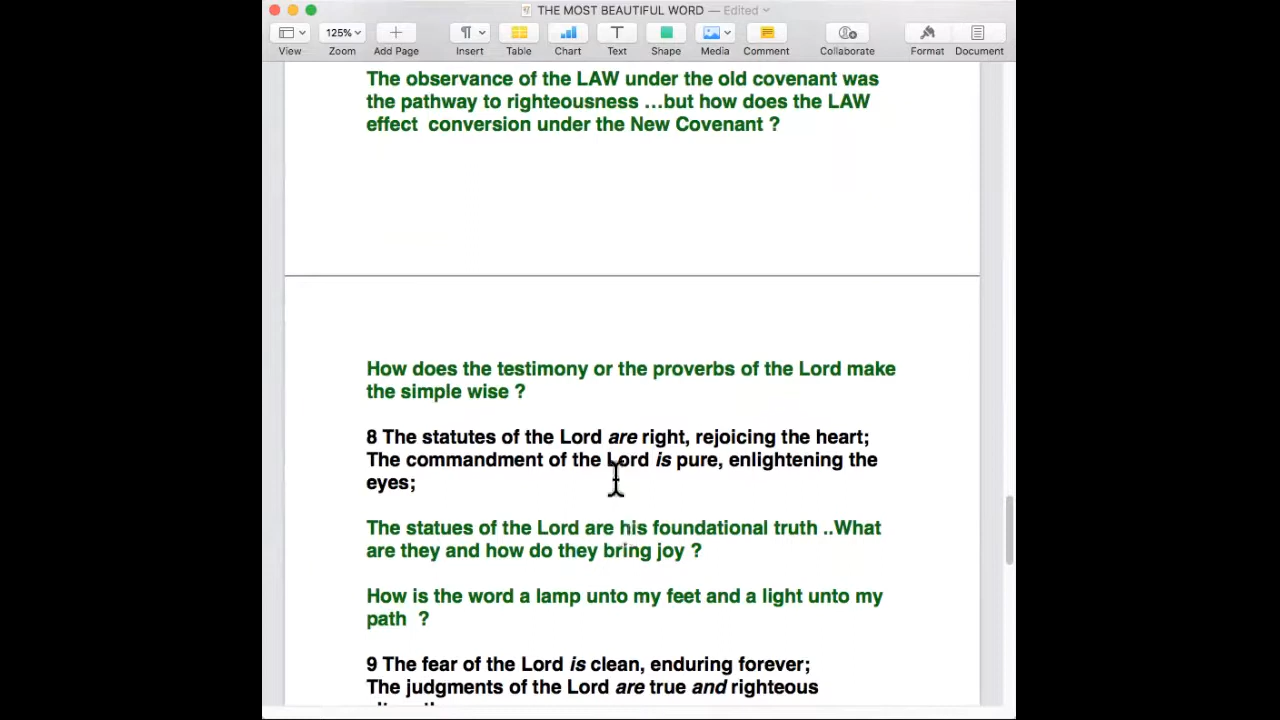 THE MOST BEAUTIFUL WORD — Edited
125%
View
Zoom
Add Page
Insert
Table
Chart
Text
Shape
Media
Comment
Collaborate
Format
Document
The observance of the LAW under the old covenant was
the pathway to righteousness ...but how does the LAW
effect  conversion under the New Covenant ?
How does the testimony or the proverbs of the Lord make
the simple wise ?
8 The statutes of the Lord are right, rejoicing the heart;
The commandment of the Lord is pure, enlightening the
eyes;
The statues of the Lord are his foundational truth ..What
are they and how do they bring joy ?
How is the word a lamp unto my feet and a light unto my
path  ?
9 The fear of the Lord is clean, enduring forever;
The judgments of the Lord are true and righteous